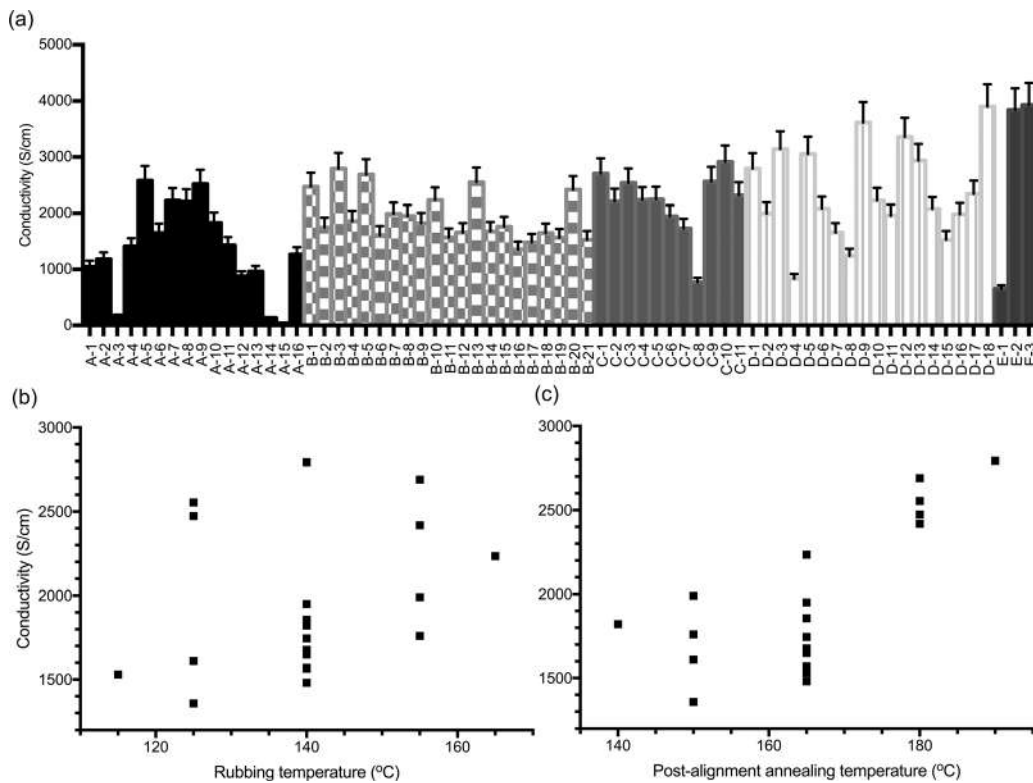 (a)
5000
4000
3000
2000
1000
0
Conductivity (S/cm)
A-1 A-2 A-3 A-4 A-5 A-6 A-7 A-8 A-9 A-10 A-11 A-12 A-13 A-14 A-15 A-16 B-1 B-2 B-3 B-4 B-5 B-6 B-7 B-8 B-9 B-10 B-11 B-12 B-13 B-14 B-15 B-16 B-17 B-18 B-19 B-20 B-21 C-1 C-2 C-3 C-4 C-5 C-6 C-7 C-8 C-9 C-10 C-11 D-1 D-2 D-3 D-4 D-5 D-6 D-7 D-8 D-9 D-10 D-11 D-12 D-13 D-14 D-15 D-16 D-17 D-18 E-1 E-2 E-3
(b)
3000
2500
2000
1500
Conductivity (S/cm)
120 140 160
Rubbing temperature (ºC)
(c)
3000
2500
2000
1500
140 160 180
Post-alignment annealing temperature (ºC)